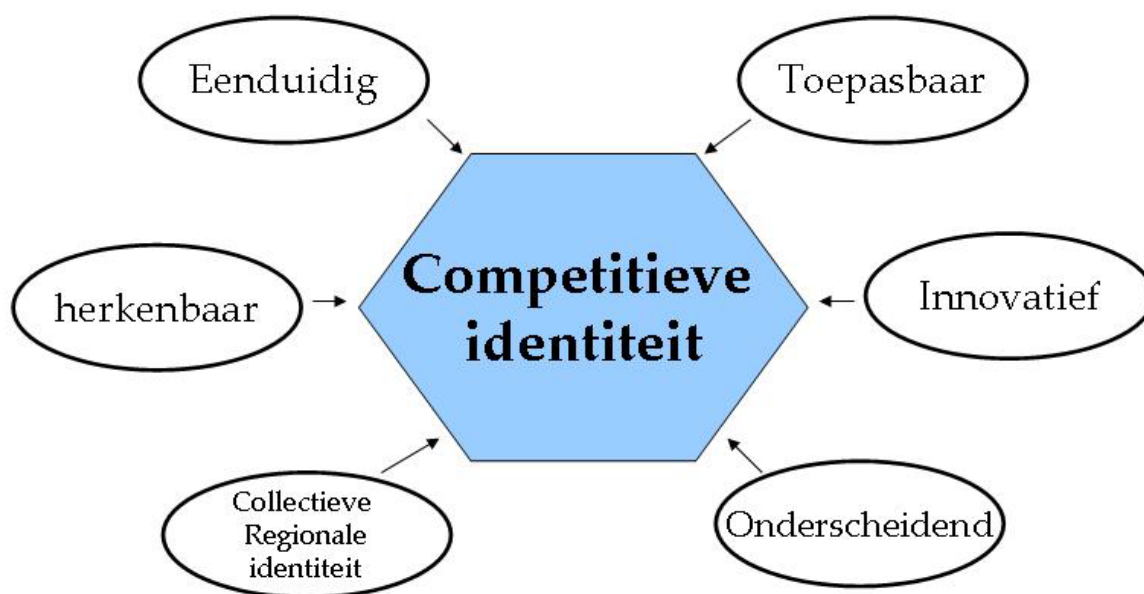 Eenduidig
Toepasbaar
herkenbaar
Competitieve
identiteit
Innovatief
Collectieve
Regionale
identiteit
Onderscheidend